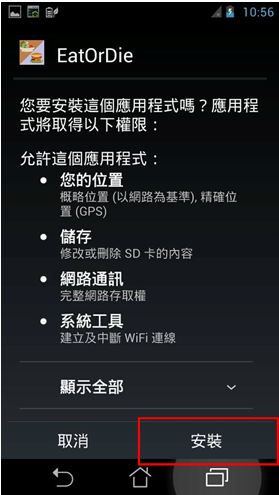 10:56
EatOrDie
您要安裝這個應用程式嗎？應用程
式將取得以下權限：
允許這個應用程式：
• 您的位置
概略位置 (以網路為基準), 精確位
置 (GPS)
• 儲存
修改或刪除 SD 卡的內容
• 網路通訊
完整網路存取權
• 系統工具
建立及中斷 WiFi 連線
顯示全部
取消
安裝